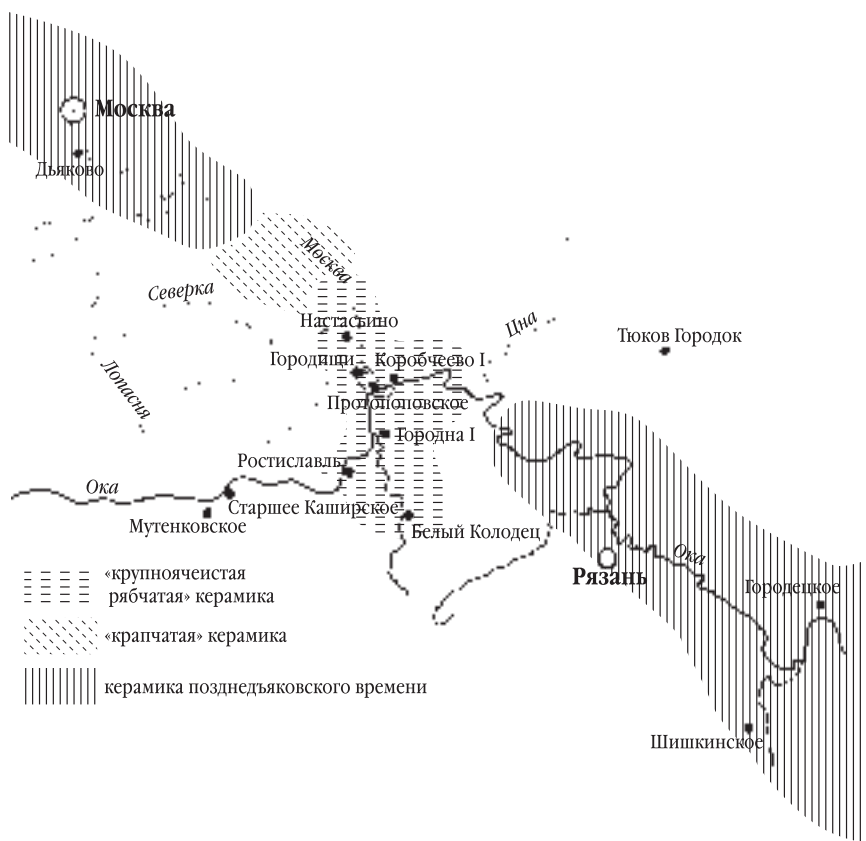 Москва
Дьяково
Москва
Северка
Настасьино
Цна
Тюков Городок
Городищи
Коробчеево I
Лопасня
Протопоповское
Городна I
Ростиславль
Ока
Старшее Каширское
Мутенковское
Белый Колодец
Ока
«крупноячеистая
рябчатая» керамика
Рязань
Городецкое
«крапчатая» керамика
керамика позднедъяковского времени
Шишкинское